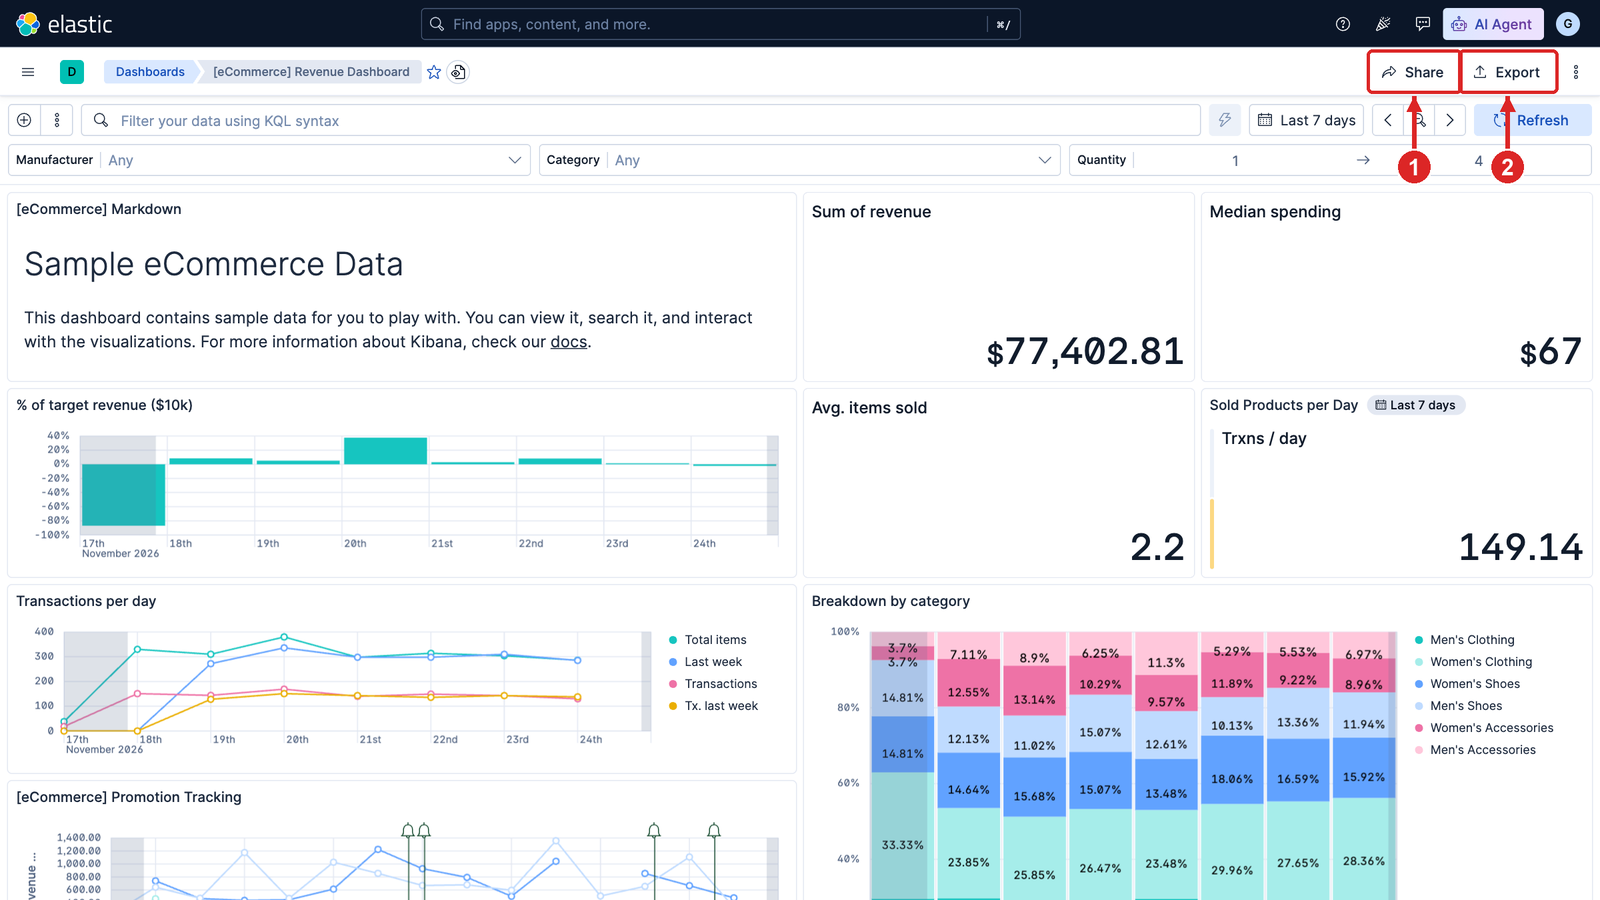 elastic
Find apps, content, and more.
⌘/
AI Agent
G
D
Dashboards
[eCommerce] Revenue Dashboard
Share
Export
Filter your data using KQL syntax
Last 7 days
Refresh
Manufacturer Any
Category Any
Quantity 1 → 4
1
2
[eCommerce] Markdown
Sample eCommerce Data
This dashboard contains sample data for you to play with. You can view it, search it, and interact
with the visualizations. For more information about Kibana, check our docs.
Sum of revenue
$77,402.81
Median spending
$67
% of target revenue ($10k)
40%
20%
0%
-20%
-40%
-60%
-80%
-100%
17th 18th 19th 20th 21st 22nd 23rd 24th
November 2026
Avg. items sold
2.2
Sold Products per Day Last 7 days
Trxns / day
149.14
Transactions per day
400
300
200
100
0
17th 18th 19th 20th 21st 22nd 23rd 24th
November 2026
Total items
Last week
Transactions
Tx. last week
Breakdown by category
100%
80%
60%
40%
3.7%
3.7%
14.81%
14.81%
33.33%
7.11%
12.55%
12.13%
14.64%
23.85%
8.9%
13.14%
11.02%
15.68%
25.85%
6.25%
10.29%
15.07%
15.07%
26.47%
11.3%
9.57%
12.61%
13.48%
23.48%
5.29%
11.89%
10.13%
18.06%
29.96%
5.53%
9.22%
13.36%
16.59%
27.65%
6.97%
8.96%
11.94%
15.92%
28.36%
Men's Clothing
Women's Clothing
Women's Shoes
Men's Shoes
Women's Accessories
Men's Accessories
[eCommerce] Promotion Tracking
1,400.00
1,200.00
1,000.00
800.00
600.00